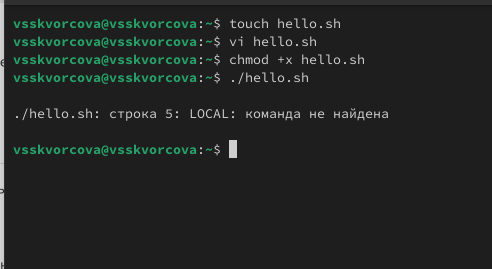 vsskvorcova@vsskvorcova:~$ touch hello.sh
vsskvorcova@vsskvorcova:~$ vi hello.sh
vsskvorcova@vsskvorcova:~$ chmod +x hello.sh
vsskvorcova@vsskvorcova:~$ ./hello.sh
./hello.sh: строка 5: LOCAL: команда не найдена
vsskvorcova@vsskvorcova:~$